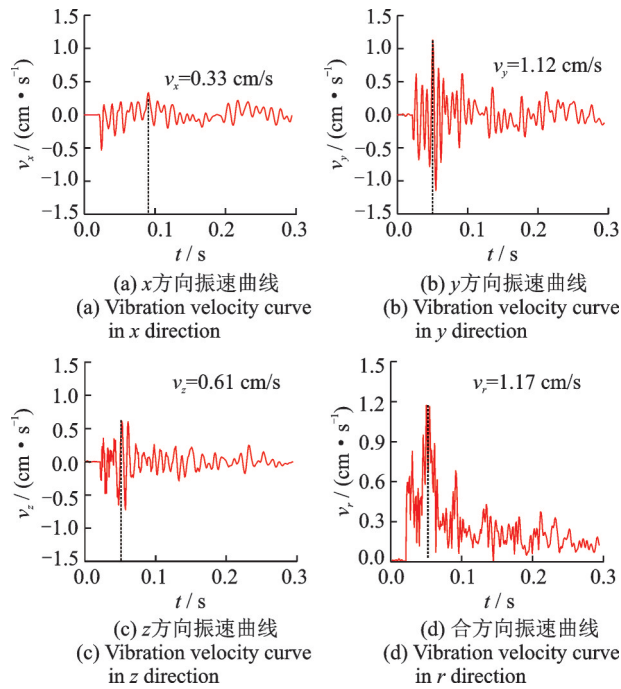 1.5
1.0
0.5
0.0
−0.5
−1.0
−1.5
vₓ / (cm • s⁻¹)
vₓ=0.33 cm/s
0.0 0.1 0.2 0.3
t / s
(a) x方向振速曲线
(a) Vibration velocity curve
in x direction
1.5
1.0
0.5
0.0
−0.5
−1.0
−1.5
v_y / (cm • s⁻¹)
v_y=1.12 cm/s
0.0 0.1 0.2 0.3
t / s
(b) y方向振速曲线
(b) Vibration velocity curve
in y direction
1.5
1.0
0.5
0.0
−0.5
−1.0
−1.5
v_z / (cm • s⁻¹)
v_z=0.61 cm/s
0.0 0.1 0.2 0.3
t / s
(c) z方向振速曲线
(c) Vibration velocity curve
in z direction
1.5
1.2
0.9
0.6
0.3
0.0
v_r / (cm • s⁻¹)
v_r=1.17 cm/s
0.0 0.1 0.2 0.3
t / s
(d) 合方向振速曲线
(d) Vibration velocity curve
in r direction